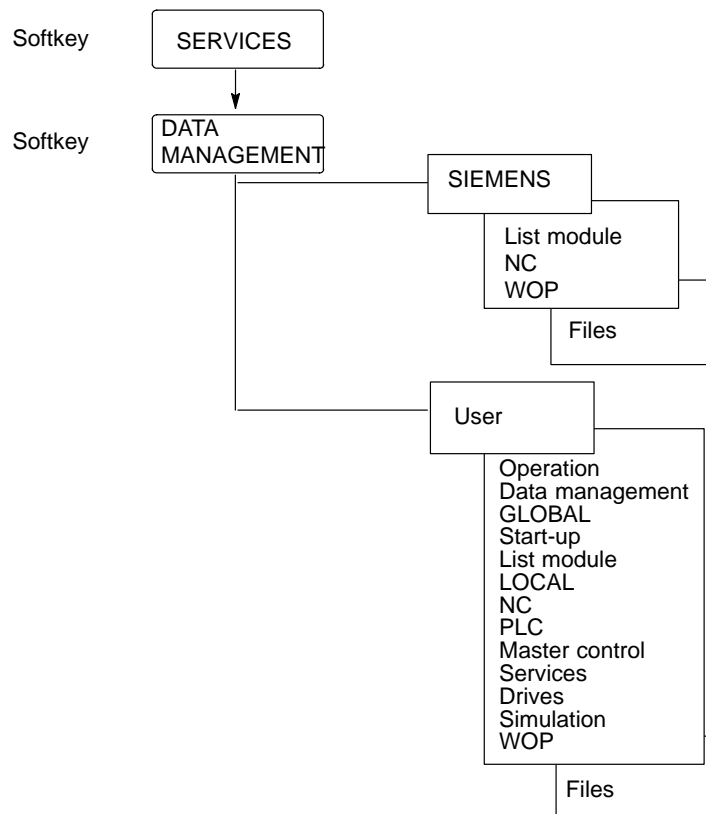 Softkey
SERVICES
Softkey
DATA
MANAGEMENT
SIEMENS
List module
NC
WOP
Files
User
Operation
Data management
GLOBAL
Start-up
List module
LOCAL
NC
PLC
Master control
Services
Drives
Simulation
WOP
Files